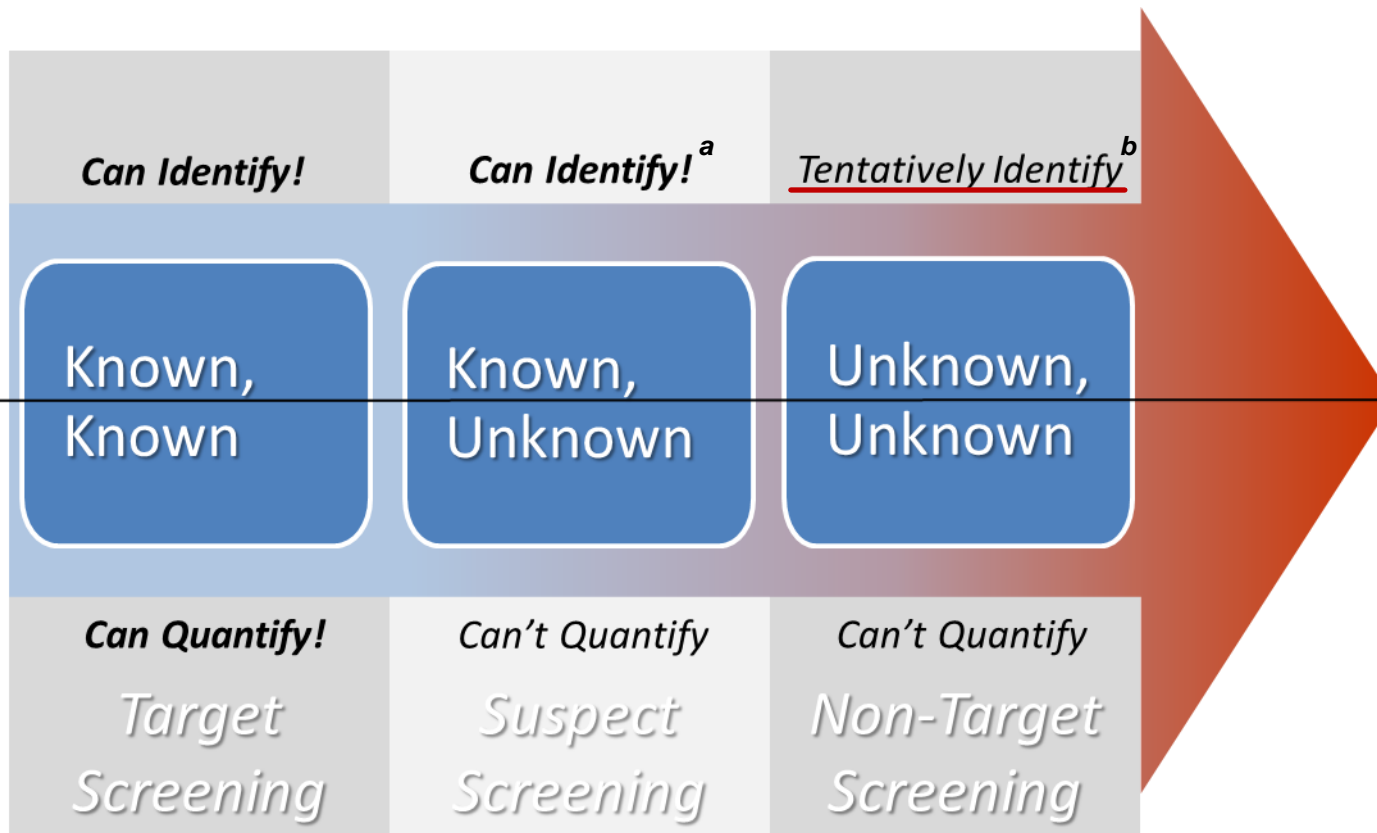 Can Identify!
Can Identify! a
Tentatively Identify b
Known,
Known
Known,
Unknown
Unknown,
Unknown
Can Quantify!
Can't Quantify
Can't Quantify
Target
Screening
Suspect
Screening
Non-Target
Screening